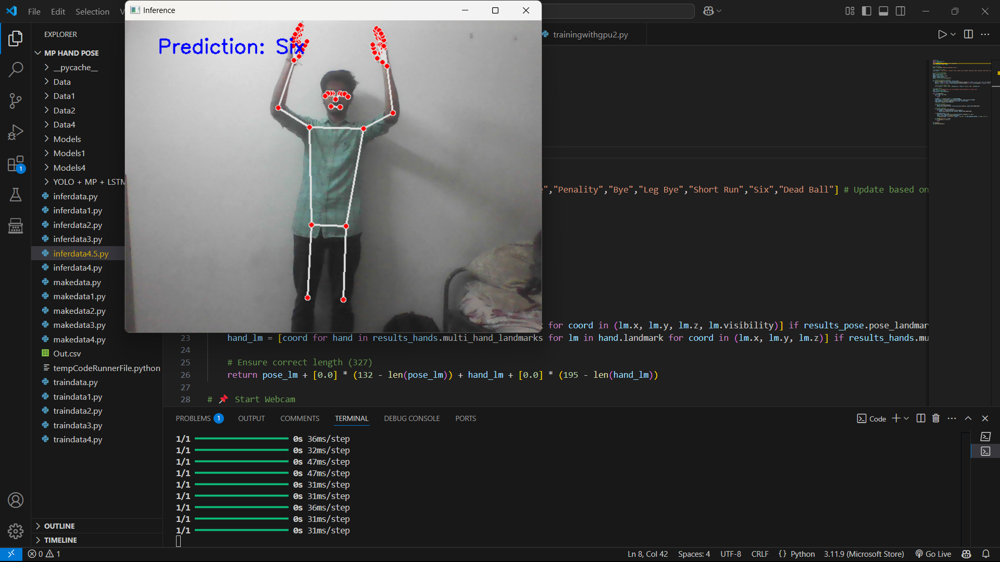 File Edit Selection V
Inference
Prediction: Six
trainingwithgpu2.py
EXPLORER
MP HAND POSE
__pycache__
Data
Data1
Data2
Data4
Models
Models1
Models4
YOLO + MP + LSTM
inferdata.py
inferdata1.py
inferdata2.py
inferdata3.py
inferdata4.5.py
inferdata4.py
makedata.py
makedata1.py
makedata2.py
makedata3.py
makedata4.py
Out.csv
tempCodeRunnerFile.python
traindata.py
traindata1.py
traindata2.py
traindata3.py
traindata4.py
OUTLINE
TIMELINE
e","Penality","Bye","Leg Bye","Short Run","Six","Dead Ball"] # Update based on
k for coord in (lm.x, lm.y, lm.z, lm.visibility)] if results_pose.pose_landmar
23 hand_lm = [coord for hand in results_hands.multi_hand_landmarks for lm in hand.landmark for coord in (lm.x, lm.y, lm.z)] if results_hands.mu
24
25 # Ensure correct length (327)
26 return pose_lm + [0.0] * (132 - len(pose_lm)) + hand_lm + [0.0] * (195 - len(hand_lm))
27
28 # 📌 Start Webcam
PROBLEMS 1 OUTPUT COMMENTS TERMINAL DEBUG CONSOLE PORTS
Code
1/1 0s 36ms/step
1/1 0s 32ms/step
1/1 0s 47ms/step
1/1 0s 47ms/step
1/1 0s 31ms/step
1/1 0s 31ms/step
1/1 0s 36ms/step
1/1 0s 31ms/step
1/1 0s 31ms/step
1
0 1 Ln 8, Col 42 Spaces: 4 UTF-8 CRLF {} Python 3.11.9 (Microsoft Store) Go Live